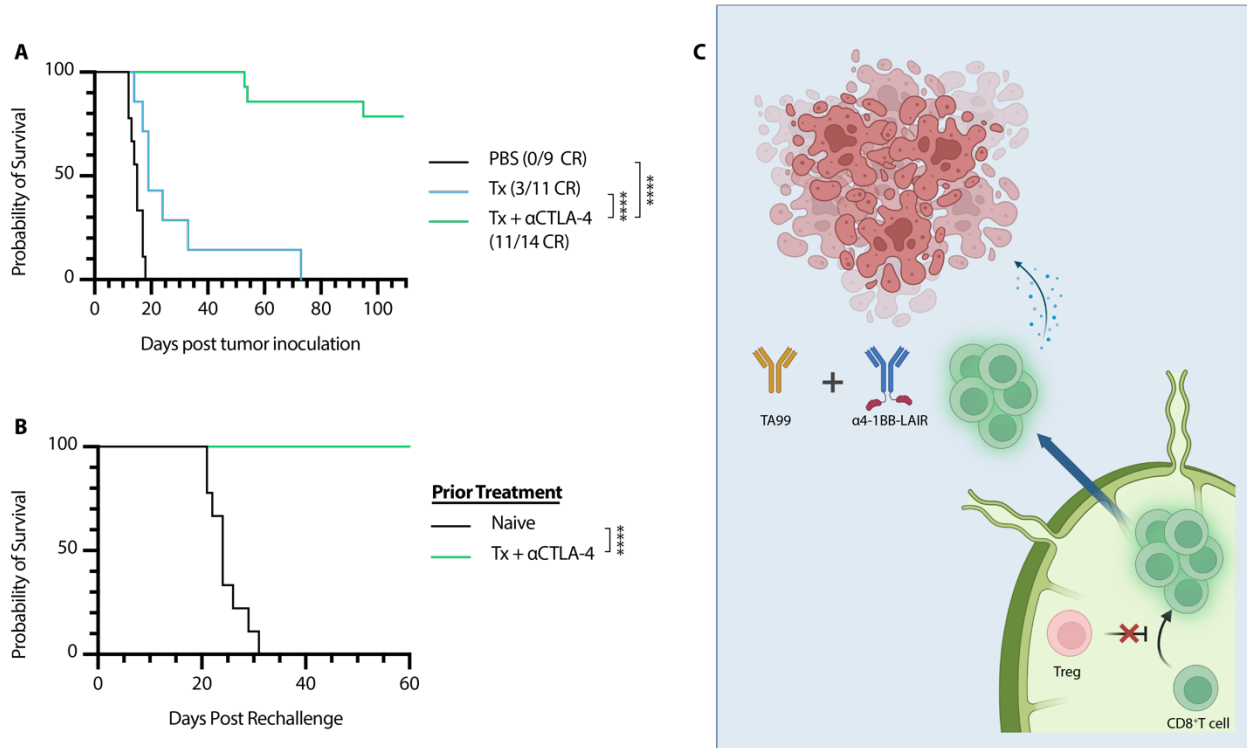 A
100
50
0
0
20
40
60
80
100
Probability of Survival
Days post tumor inoculation
PBS (0/9 CR)
Tx (3/11 CR)
Tx + αCTLA-4
(11/14 CR)
****
****
B
100
50
0
0
20
40
60
Probability of Survival
Days Post Rechallenge
Prior Treatment
Naive
Tx + αCTLA-4
****
C
TA99
+
α4-1BB-LAIR
Treg
CD8⁺T cell